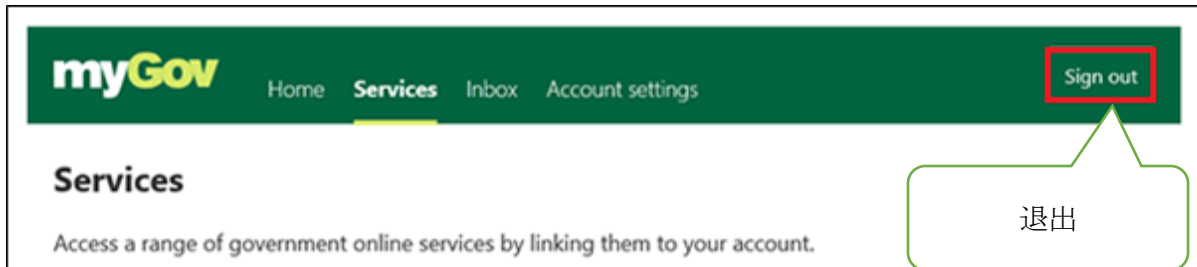 myGov Home Services Inbox Account settings Sign out
Services
退出
Access a range of government online services by linking them to your account.